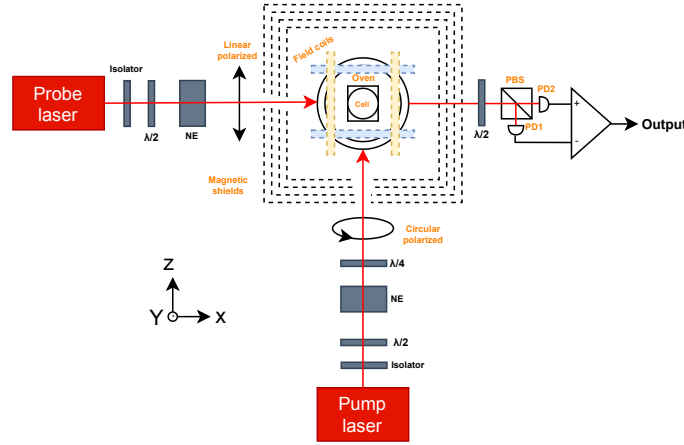 Isolator
Linear
polarized
Field coils
Probe
laser
λ/2
NE
Oven
Cell
PBS
PD2
PD1
λ/2
+
-
Output
Magnetic
shields
Circular
polarized
λ/4
NE
λ/2
Isolator
Z
Y
X
Pump
laser